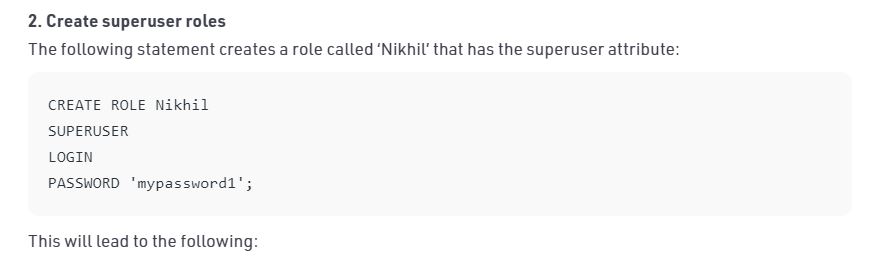 2. Create superuser roles
The following statement creates a role called ‘Nikhil’ that has the superuser attribute:
CREATE ROLE Nikhil
SUPERUSER
LOGIN
PASSWORD 'mypassword1';
This will lead to the following: